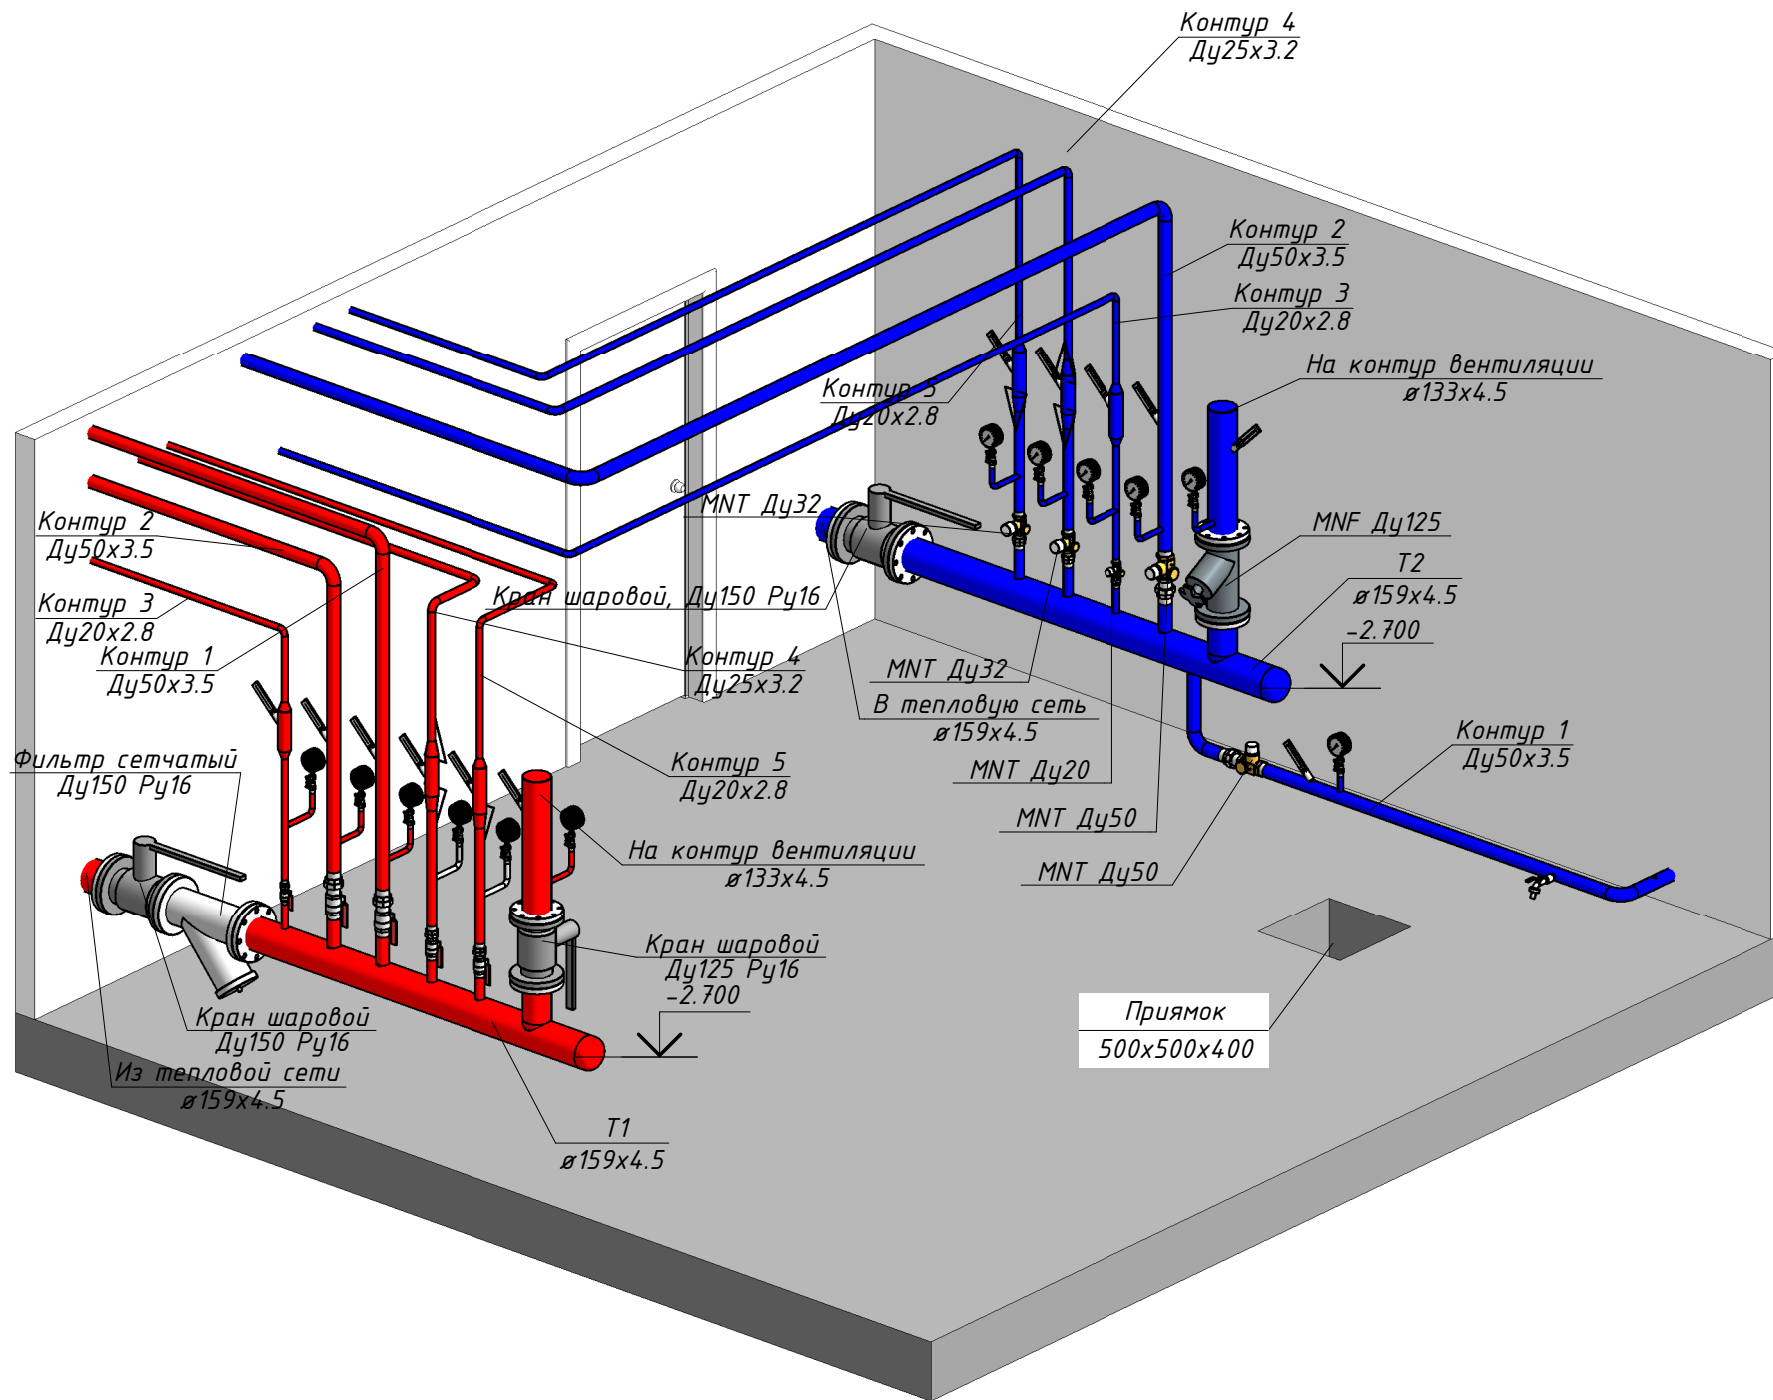 Контур 4
Ду25х3.2
Контур 2
Ду50х3.5
Контур 3
Ду20х2.8
На контур вентиляции
ø133х4.5
Контур 5
Ду20х2.8
MNT Ду32
MNF Ду125
Контур 2
Ду50х3.5
Т2
ø159х4.5
-2.700
Кран шаровой, Ду150 Ру16
Контур 3
Ду20х2.8
Контур 1
Ду50х3.5
Контур 4
Ду25х3.2
MNT Ду32
В тепловую сеть
ø159х4.5
Контур 1
Ду50х3.5
Фильтр сетчатый
Ду150 Ру16
Контур 5
Ду20х2.8
MNT Ду20
MNT Ду50
На контур вентиляции
ø133х4.5
MNT Ду50
Кран шаровой
Ду125 Ру16
-2.700
Кран шаровой
Ду150 Ру16
Приямок
500х500х400
Из тепловой сети
ø159х4.5
Т1
ø159х4.5